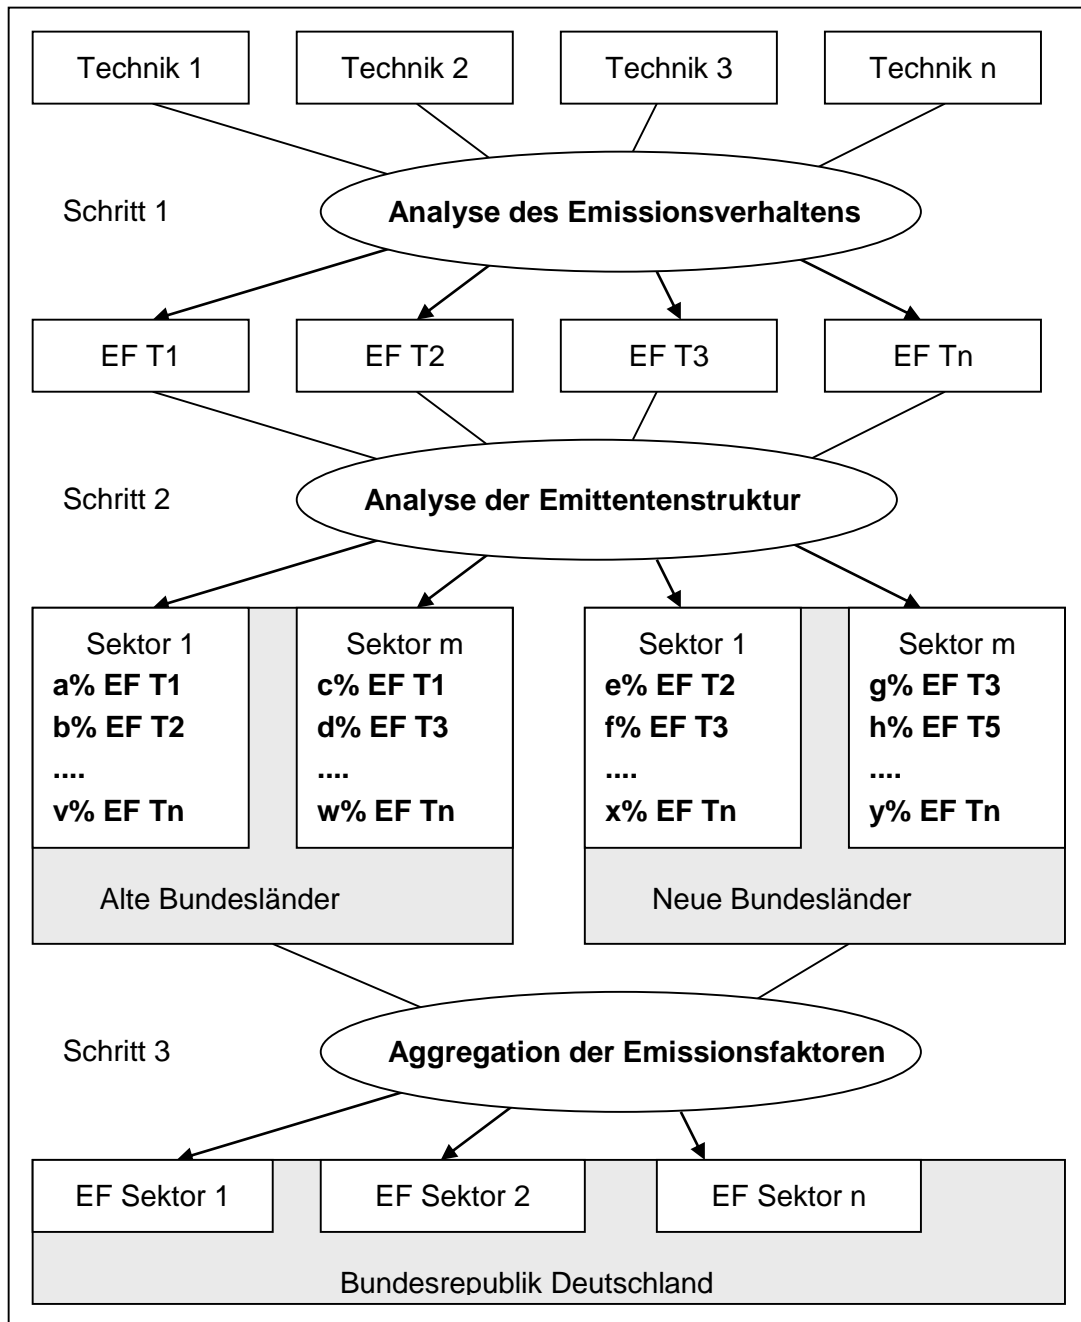 Technik 1
Technik 2
Technik 3
Technik n
Schritt 1
Analyse des Emissionsverhaltens
EF T1
EF T2
EF T3
EF Tn
Schritt 2
Analyse der Emittentenstruktur
Sektor 1
a% EF T1
b% EF T2
....
v% EF Tn
Sektor m
c% EF T1
d% EF T3
....
w% EF Tn
Alte Bundesländer
Sektor 1
e% EF T2
f% EF T3
....
x% EF Tn
Sektor m
g% EF T3
h% EF T5
....
y% EF Tn
Neue Bundesländer
Schritt 3
Aggregation der Emissionsfaktoren
EF Sektor 1
EF Sektor 2
EF Sektor n
Bundesrepublik Deutschland